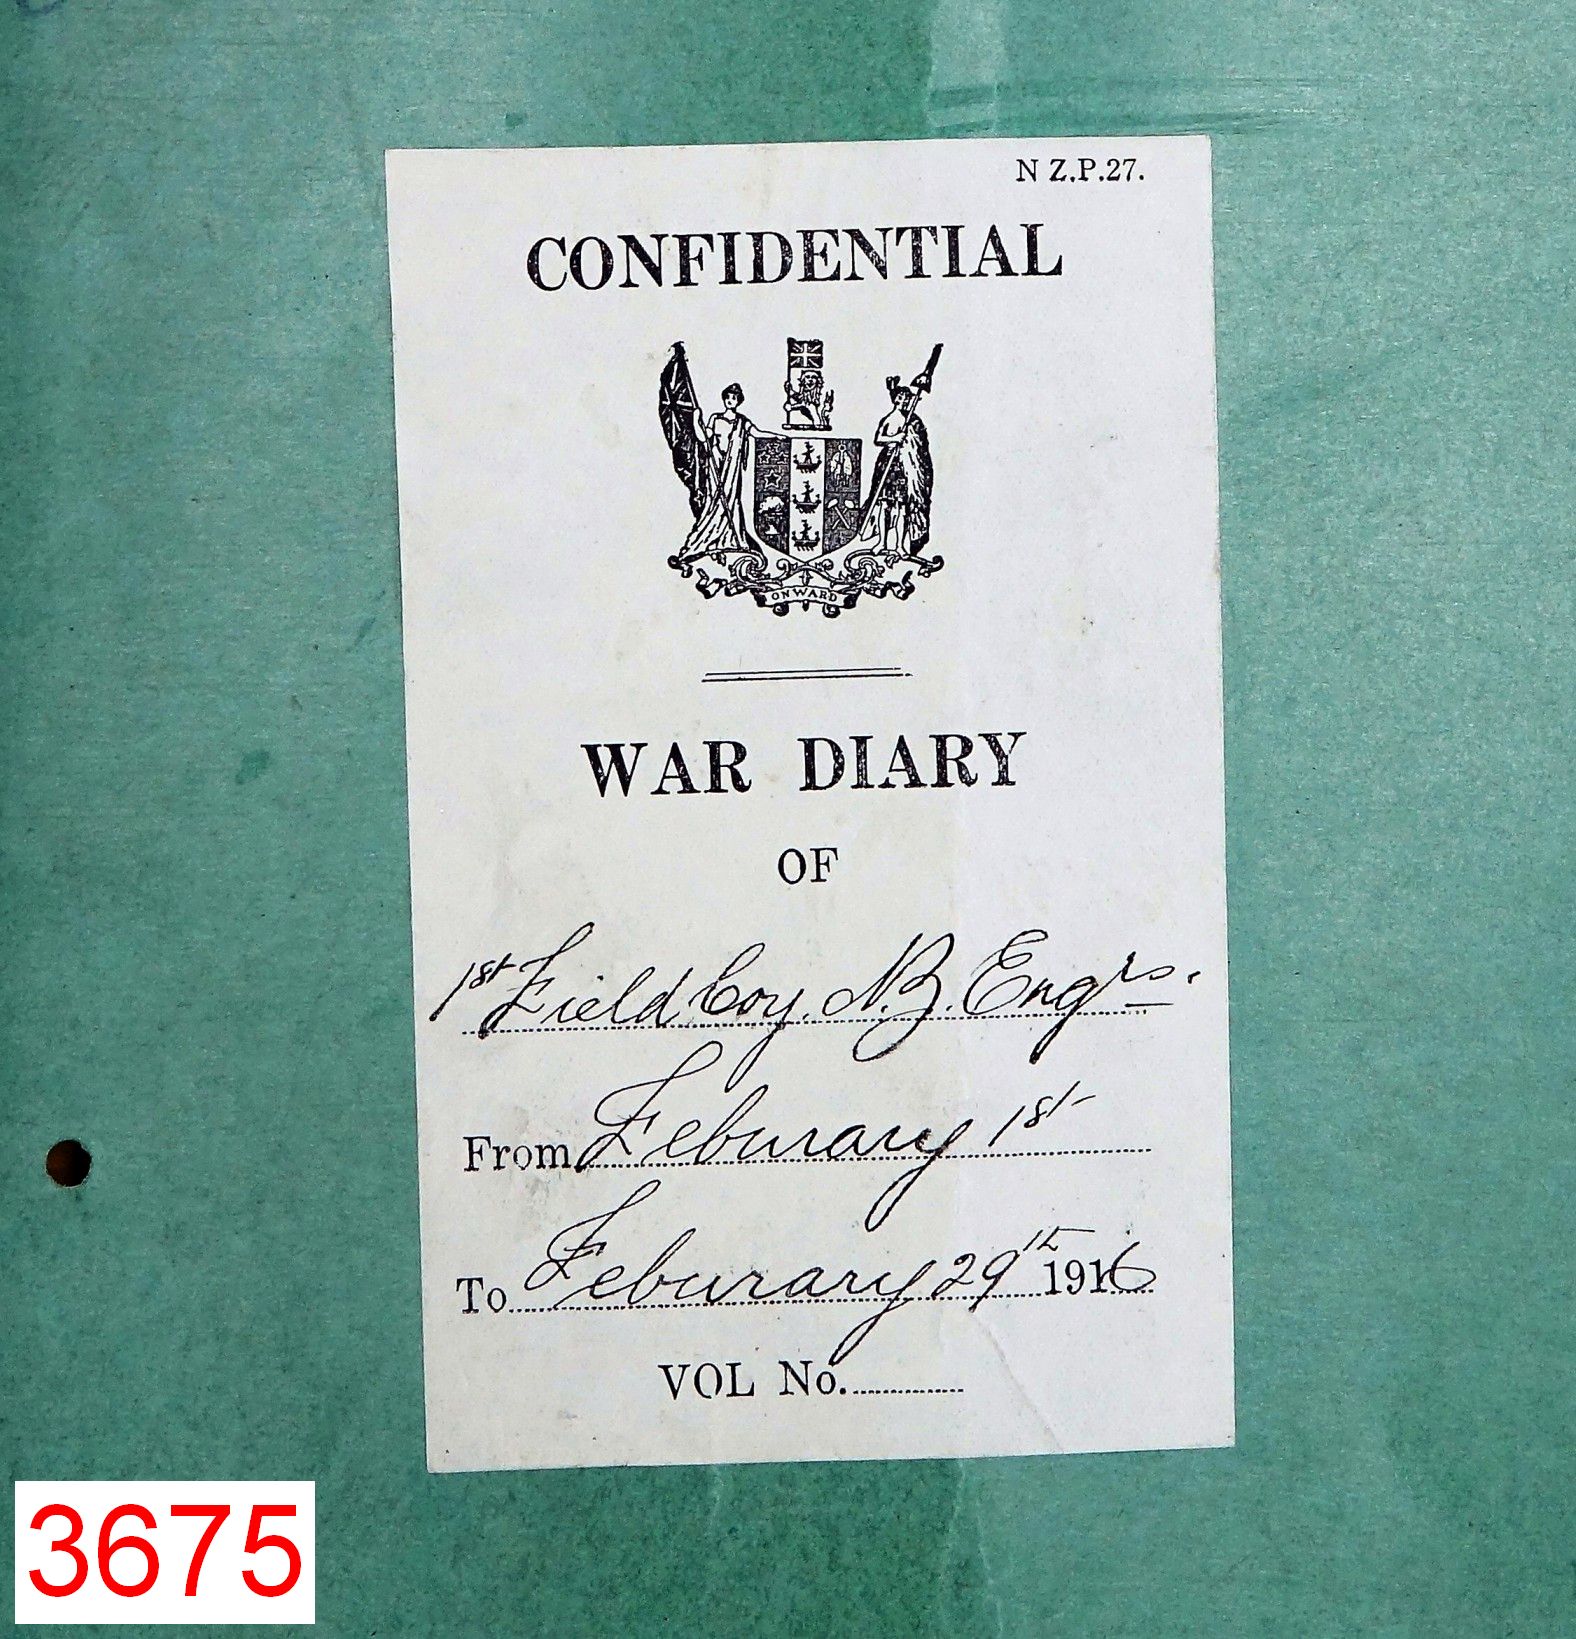 N Z.P.27.
CONFIDENTIAL
ONWARD
WAR DIARY
OF
1st Field Coy. N.Z. Engrs.
From Feburary 1st
To Feburary 29th 1916
VOL No.
3675